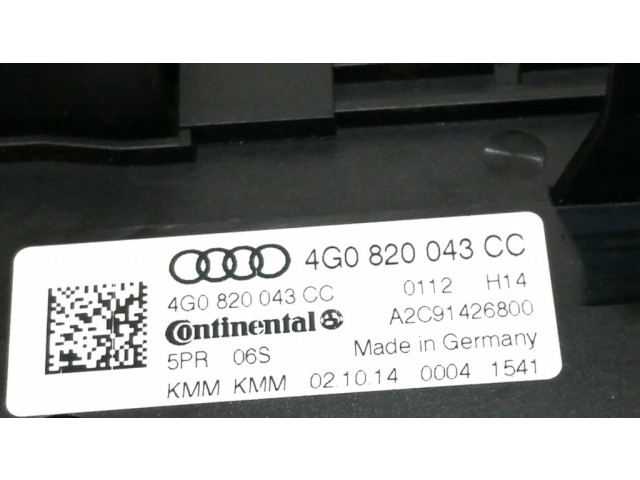 4G0 820 043 CC
4G0 820 043 CC 0112 H14
Continental A2C91426800
5PR 06S Made in Germany
KMM KMM 02.10.14 0004 1541